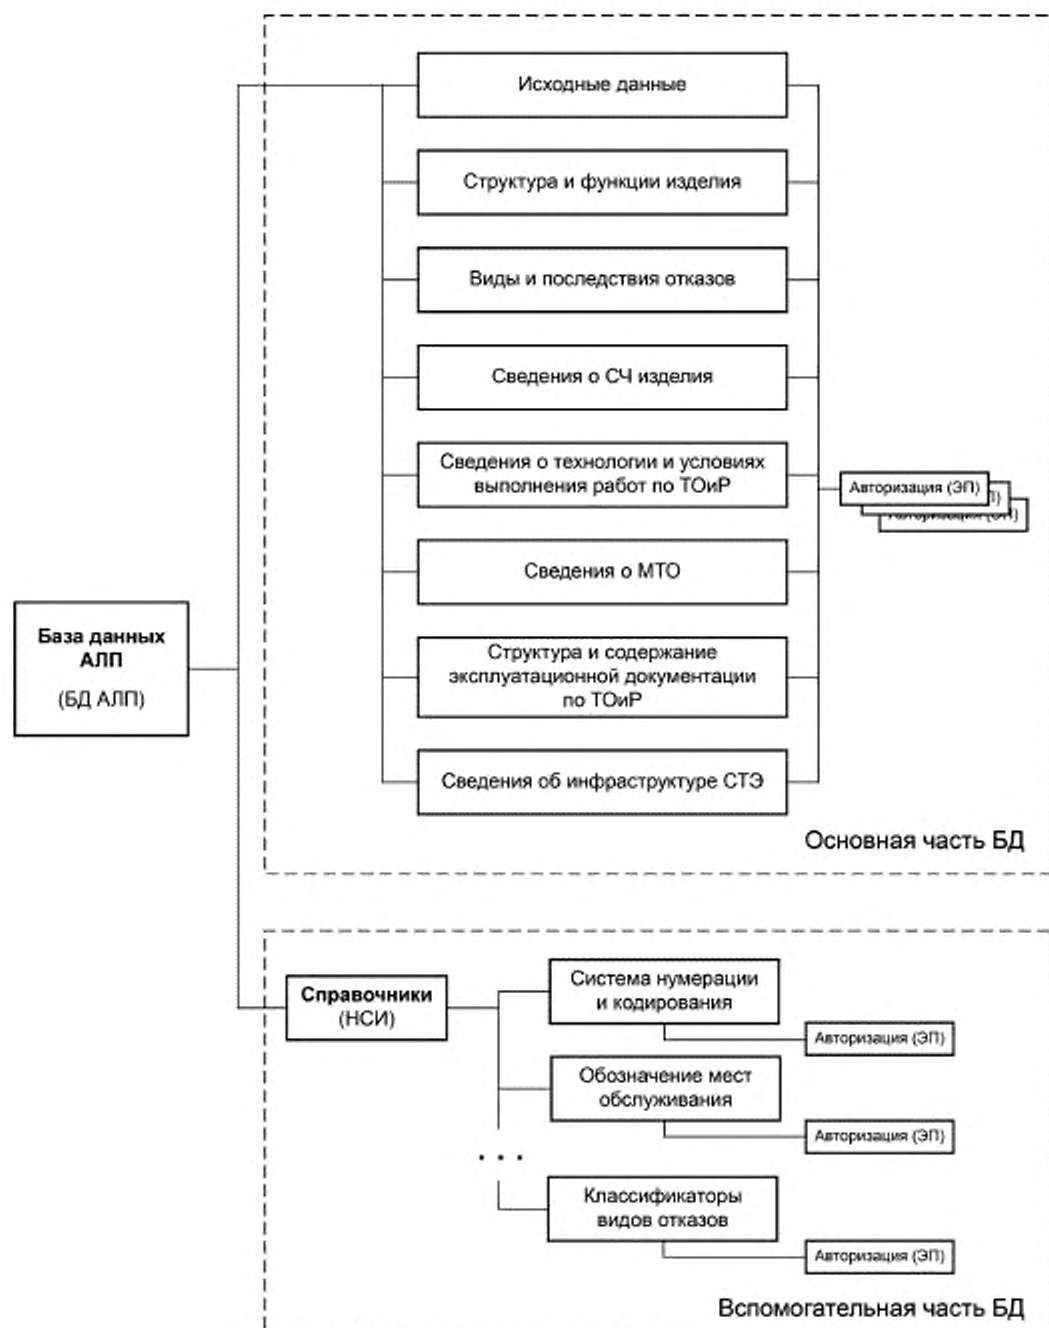 Исходные данные
Структура и функции изделия
Виды и последствия отказов
Сведения о СЧ изделия
Сведения о технологии и условиях
выполнения работ по ТОиР
Авторизация (ЭП)
Сведения о МТО
База данных
АЛП
(БД АЛП)
Структура и содержание
эксплуатационной документации
по ТОиР
Сведения об инфраструктуре СТЭ
Основная часть БД
Справочники
(НСИ)
Система нумерации
и кодирования
Авторизация (ЭП)
Обозначение мест
обслуживания
Авторизация (ЭП)
. . .
Классификаторы
видов отказов
Авторизация (ЭП)
Вспомогательная часть БД